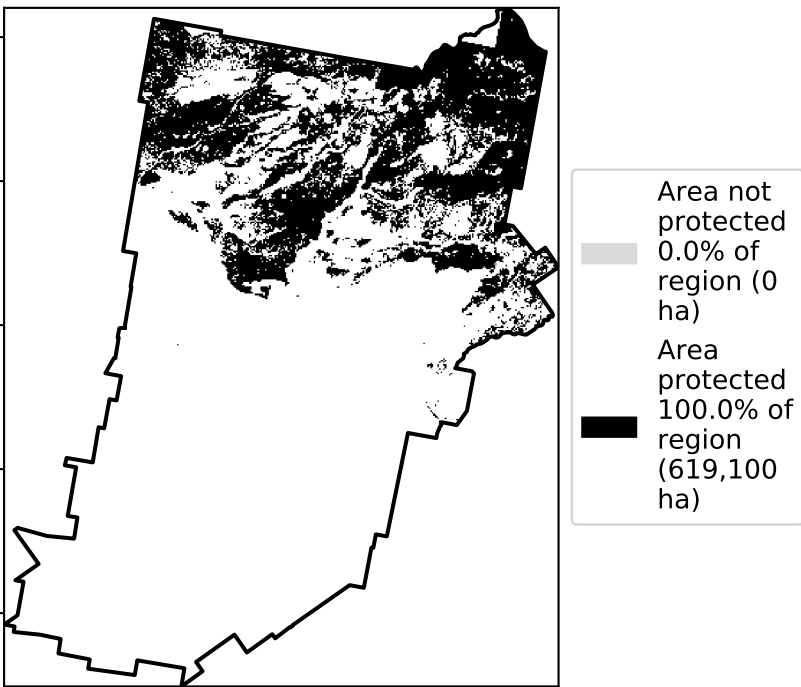 Area not
protected
0.0% of
region (0
ha)
Area
protected
100.0% of
region
(619,100
ha)